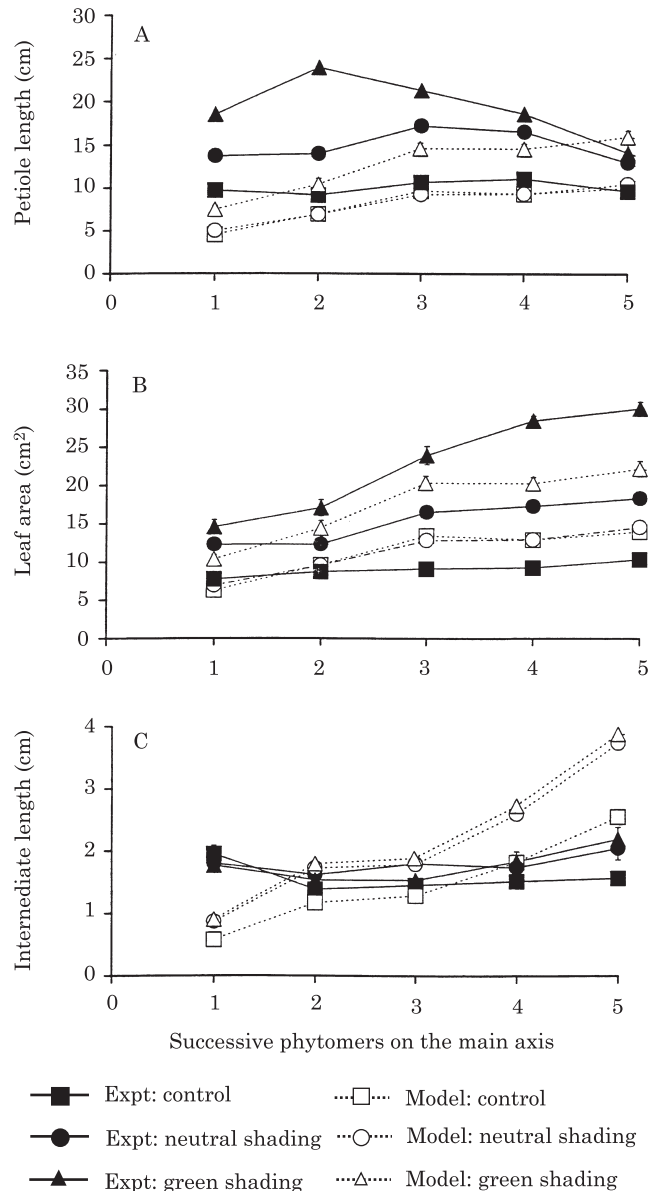 A
Petiole length (cm)
30
25
20
15
10
5
0
0 1 2 3 4 5
B
Leaf area (cm²)
35
30
25
20
15
10
5
0
0 1 2 3 4 5
C
Internediate length (cm)
4
3
2
1
0
0 1 2 3 4 5
Successive phytomers on the main axis
Expt: control
Model: control
Expt: neutral shading
Model: neutral shading
Expt: green shading
Model: green shading